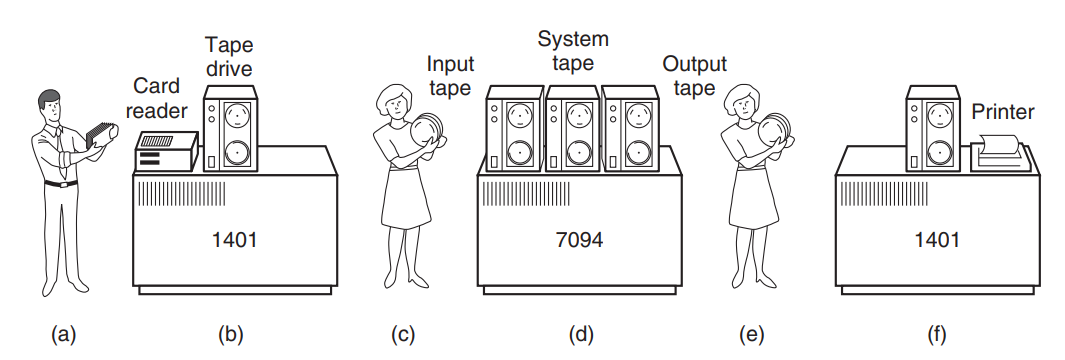 Card
reader
Tape
drive
1401
Input
tape
System
tape
7094
Output
tape
Printer
1401
(a)
(b)
(c)
(d)
(e)
(f)